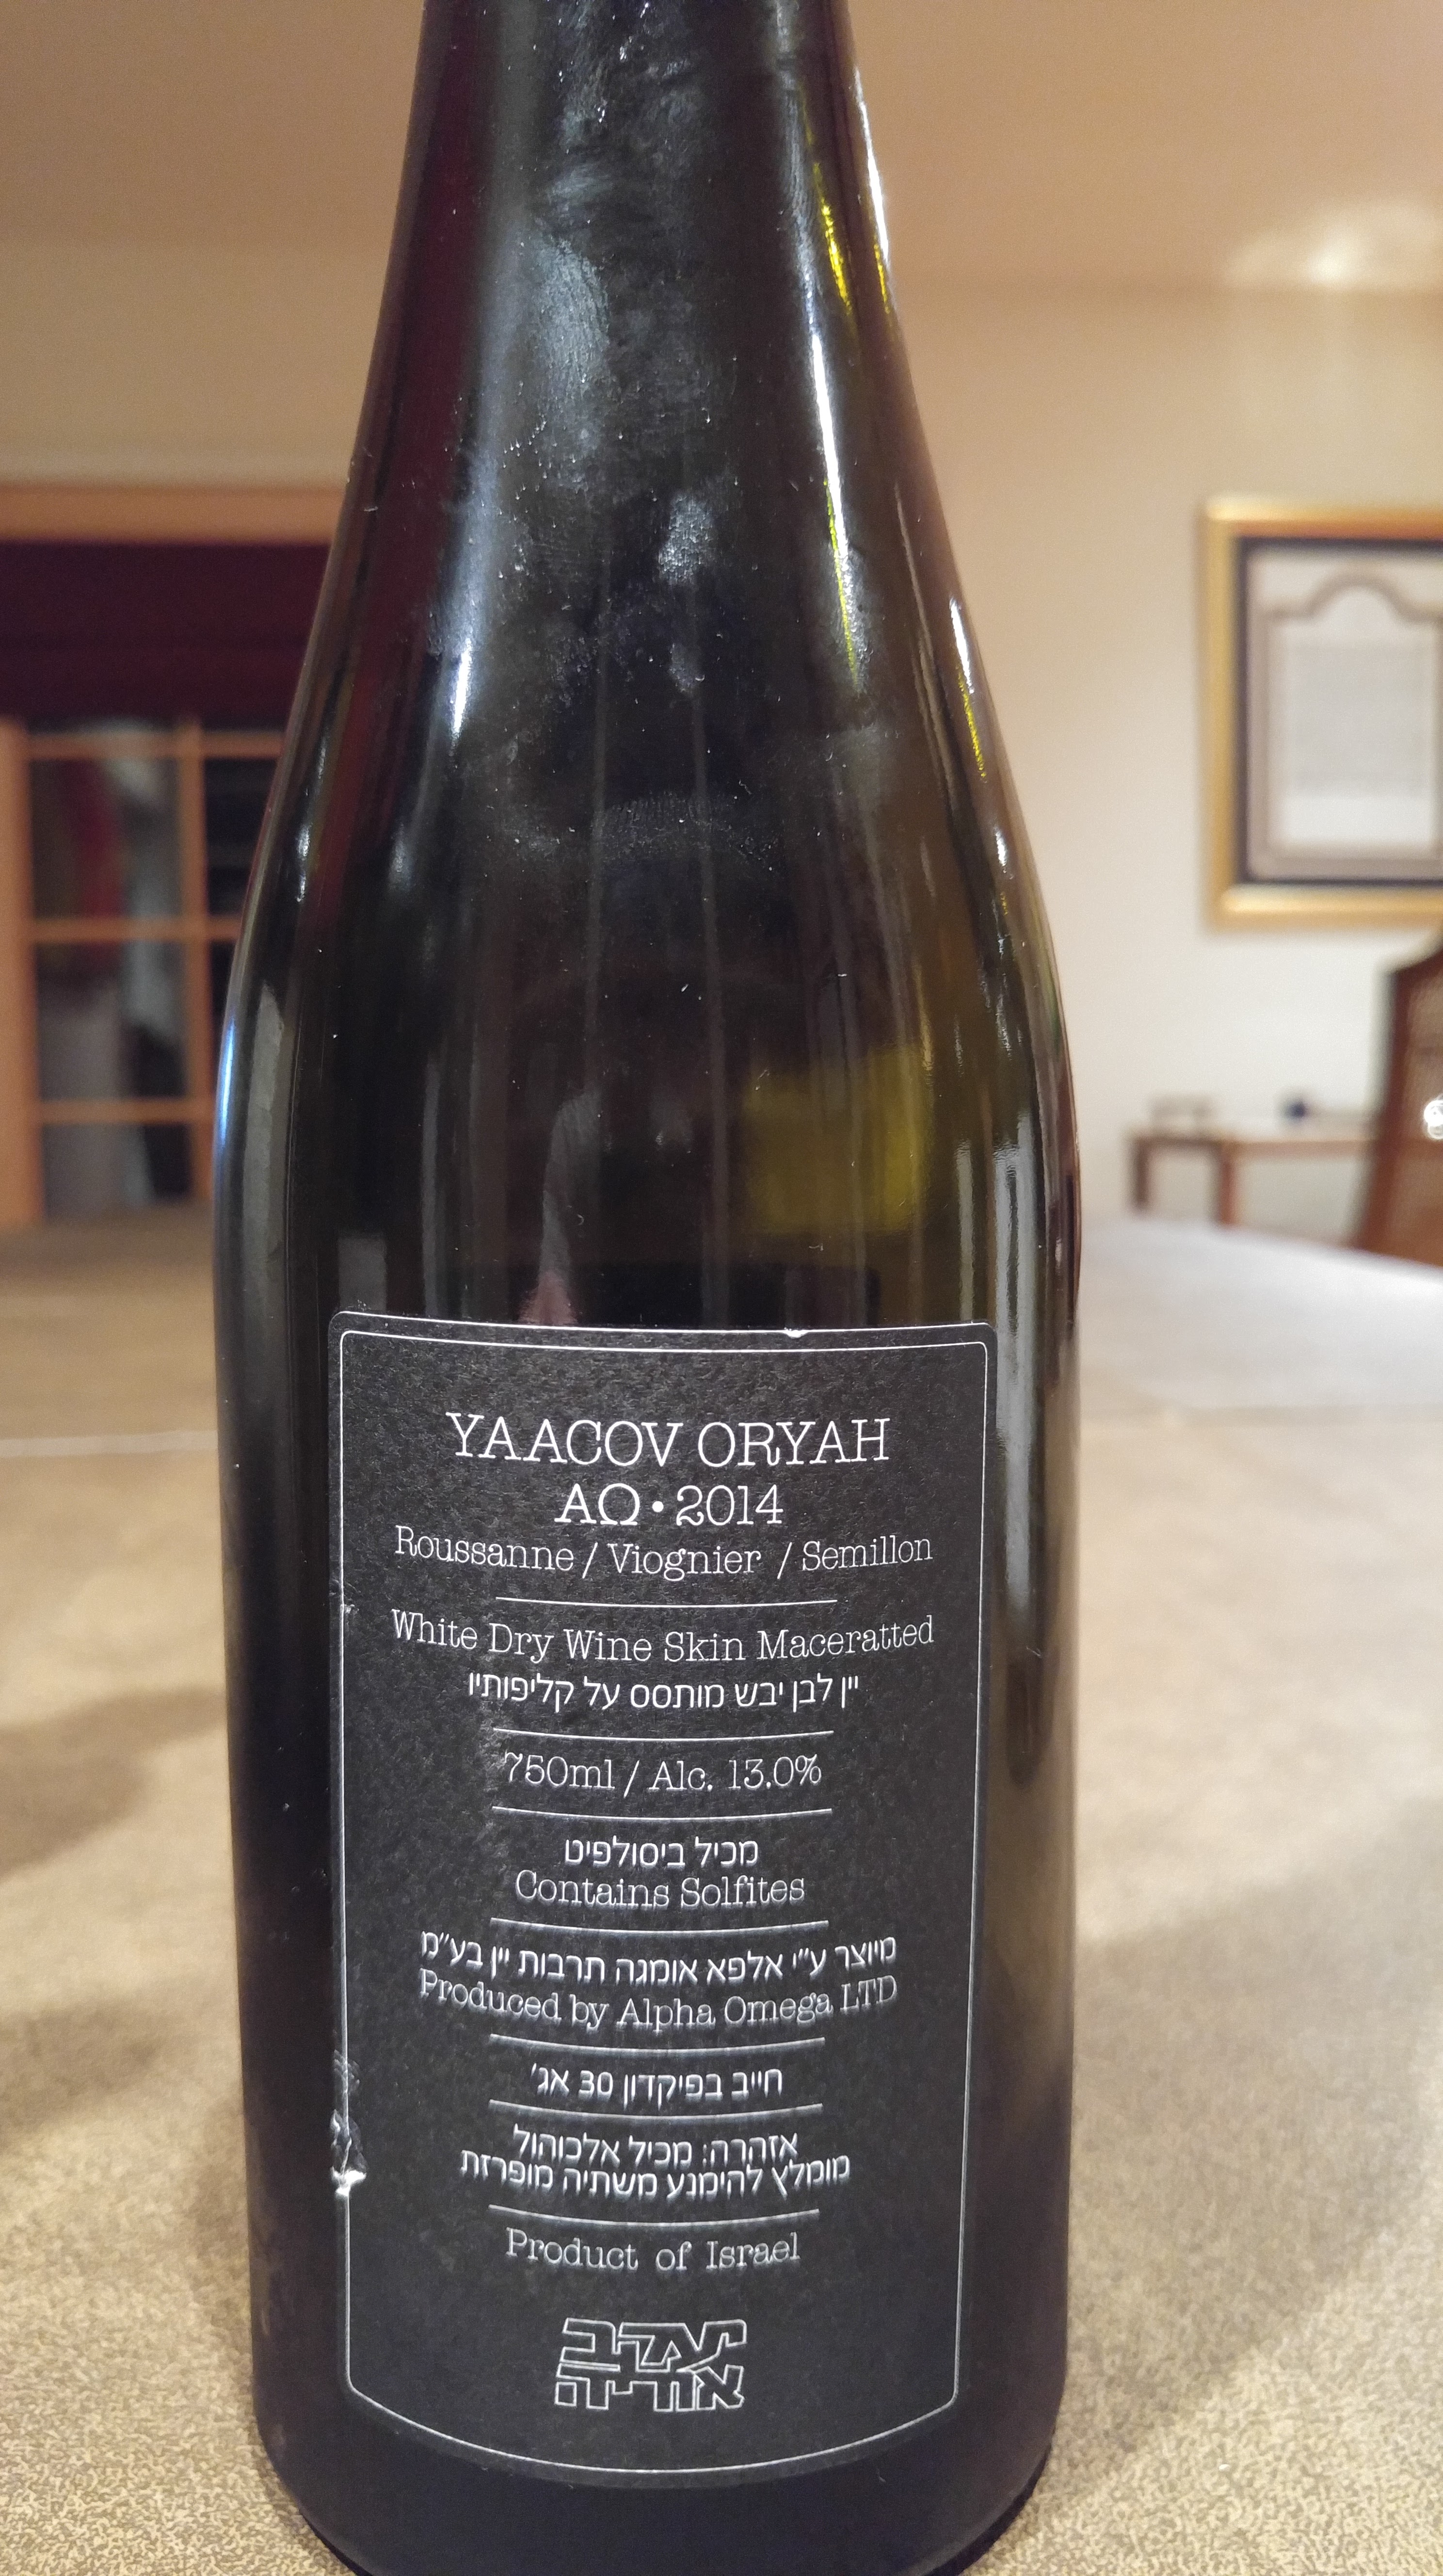 YAACOV ORYAH
AΩ • 2014
Roussanne / Viognier / Semillon
White Dry Wine Skin Maceratted
יין לבן יבש מותסס על קליפותיו
750ml / Alc. 13.0%
מכיל ביסולפיט
Contains Solfites
מיוצר ע״י אלפא אומגה תרבות יין בע״מ
Produced by Alpha Omega LTD
חייב בפיקדון 30 אג׳
אזהרה: מכיל אלכוהול
מומלץ להימנע משתיה מופרזת
Product of Israel
יעקב
אוריה